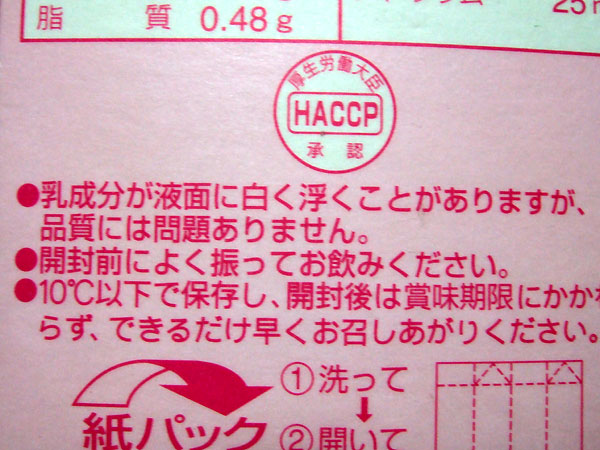 脂 質 0.48g
25
厚生労働大臣
HACCP
承 認
●乳成分が液面に白く浮くことがありますが、
品質には問題ありません。
●開封前によく振ってお飲みください。
●10℃以下で保存し、開封後は賞味期限にかかわ
らず、できるだけ早くお召しあがりください。
①洗って
紙パック
②開いて